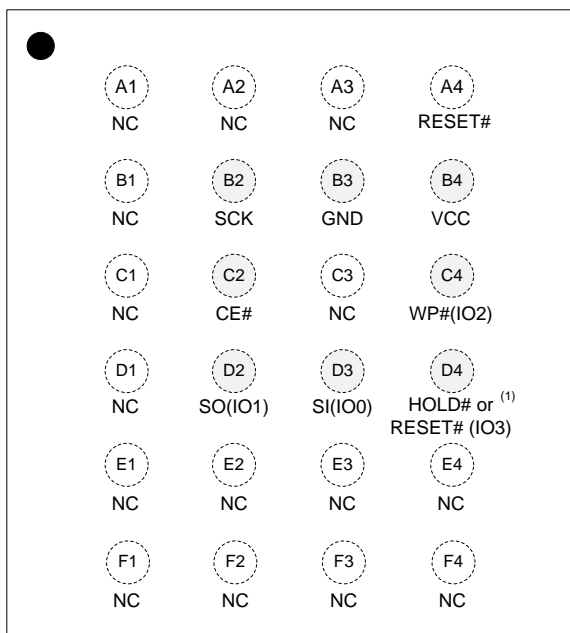 A1 A2 A3 A4
NC NC NC RESET#
B1 B2 B3 B4
NC SCK GND VCC
C1 C2 C3 C4
NC CE# NC WP#(IO2)
D1 D2 D3 D4
NC SO(IO1) SI(IO0) HOLD# or (1)
RESET# (IO3)
E1 E2 E3 E4
NC NC NC NC
F1 F2 F3 F4
NC NC NC NC